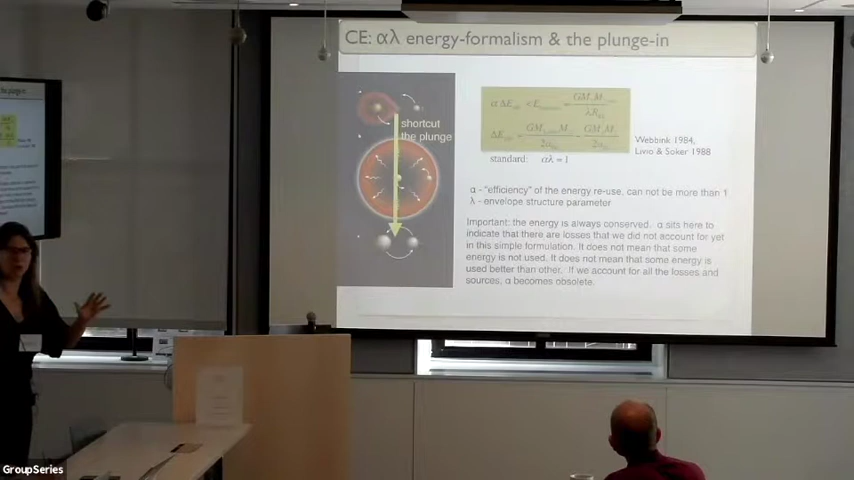 CE: αλ energy-formalism & the plunge-in
shortcut
the plunge
Webbink 1984,
Livio & Soker 1988
standard: αλ = 1
α - "efficiency" of the energy re-use, can not be more than 1
λ - envelope structure parameter
Important: the energy is always conserved. α sits here to
indicate that there are losses that we did not account for yet
in this simple formulation. It does not mean that some
energy is not used. It does not mean that some energy is
used better than other. If we account for all the losses and
sources, α becomes obsolete.
GroupSeries